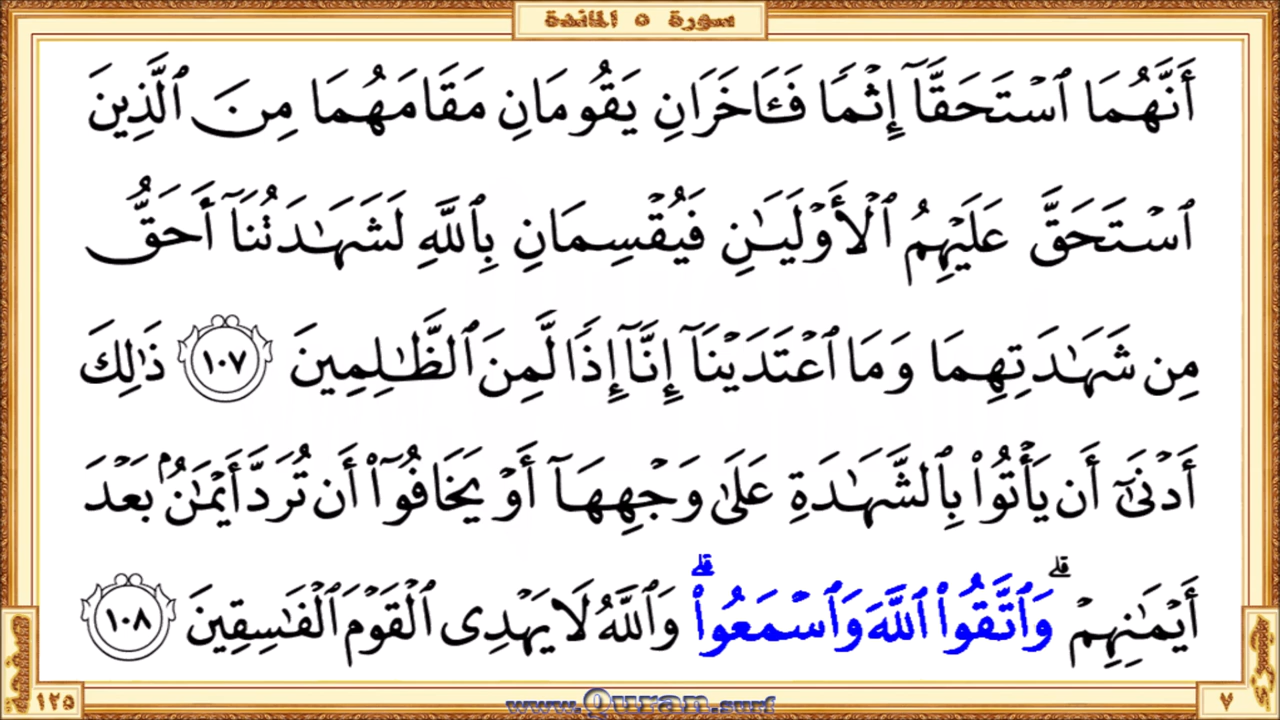 سورة ٥ المائدة
أَنَّهُمَا ٱسۡتَحَقَّآ إِثۡمٗا فَـَٔاخَرَانِ يَقُومَانِ مَقَامَهُمَا مِنَ ٱلَّذِينَ
ٱسۡتَحَقَّ عَلَيۡهِمُ ٱلۡأَوۡلَيَٰنِ فَيُقۡسِمَانِ بِٱللَّهِ لَشَهَٰدَتُنَآ أَحَقُّ
مِن شَهَٰدَتِهِمَا وَمَا ٱعۡتَدَيۡنَآ إِنَّآ إِذٗا لَّمِنَ ٱلظَّٰلِمِينَ ١٠٧ ذَٰلِكَ
أَدۡنَىٰٓ أَن يَأۡتُواْ بِٱلشَّهَٰدَةِ عَلَىٰ وَجۡهِهَآ أَوۡ يَخَافُوٓاْ أَن تُرَدَّ أَيۡمَٰنُۢ بَعۡدَ
أَيۡمَٰنِهِمۡۗ وَٱتَّقُواْ ٱللَّهَ وَٱسۡمَعُواْۗ وَٱللَّهُ لَا يَهۡدِي ٱلۡقَوۡمَ ٱلۡفَٰسِقِينَ ١٠٨
٧
١٢٥
www.Quran.surf